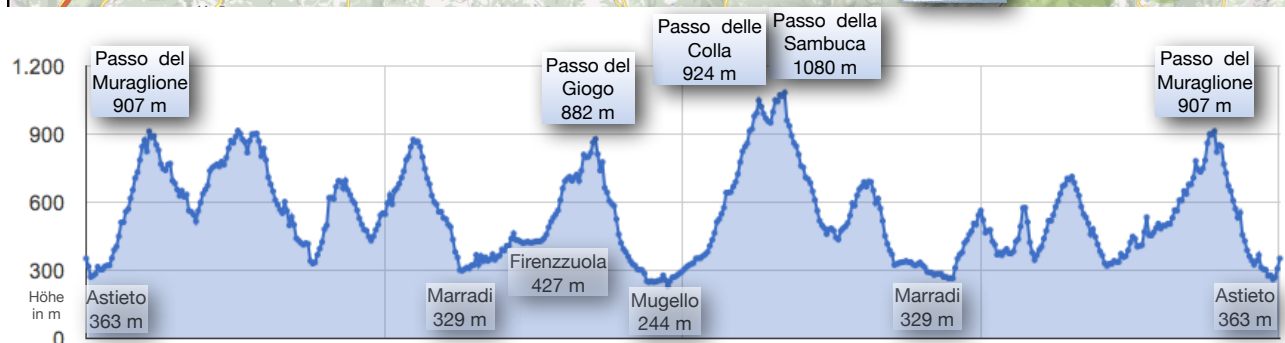 Passo delle
Colla
924 m
Passo della
Sambuca
1080 m
Passo del
Muraglione
907 m
Passo del
Giogo
882 m
Passo del
Muraglione
907 m
1.200
900
600
300
Höhe
in m
0
Astieto
363 m
Marradi
329 m
Firenzzuola
427 m
Mugello
244 m
Marradi
329 m
Astieto
363 m